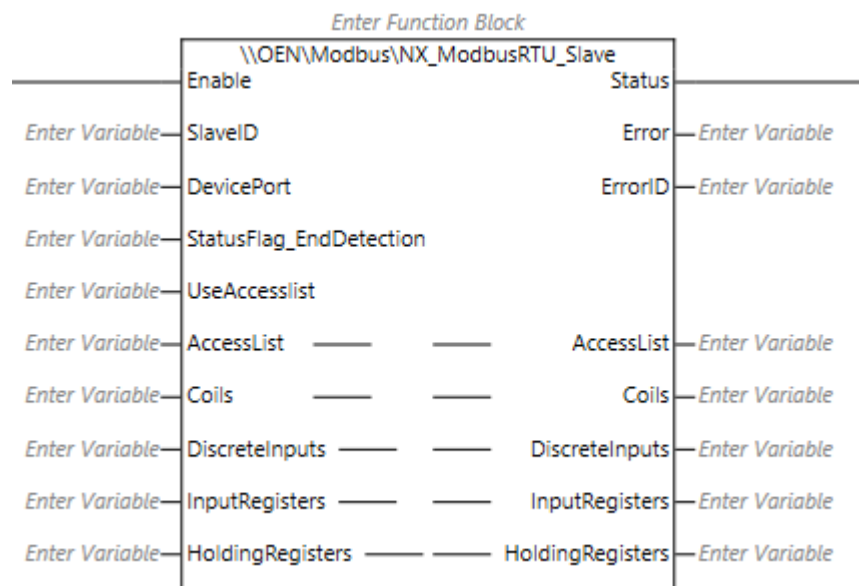 Enter Function Block
\\OEN\Modbus\NX_ModbusRTU_Slave
Enable Status
Enter Variable SlaveID Error Enter Variable
Enter Variable DevicePort ErrorID Enter Variable
Enter Variable StatusFlag_EndDetection
Enter Variable UseAccesslist
Enter Variable AccessList AccessList Enter Variable
Enter Variable Coils Coils Enter Variable
Enter Variable DiscreteInputs DiscreteInputs Enter Variable
Enter Variable InputRegisters InputRegisters Enter Variable
Enter Variable HoldingRegisters HoldingRegisters Enter Variable